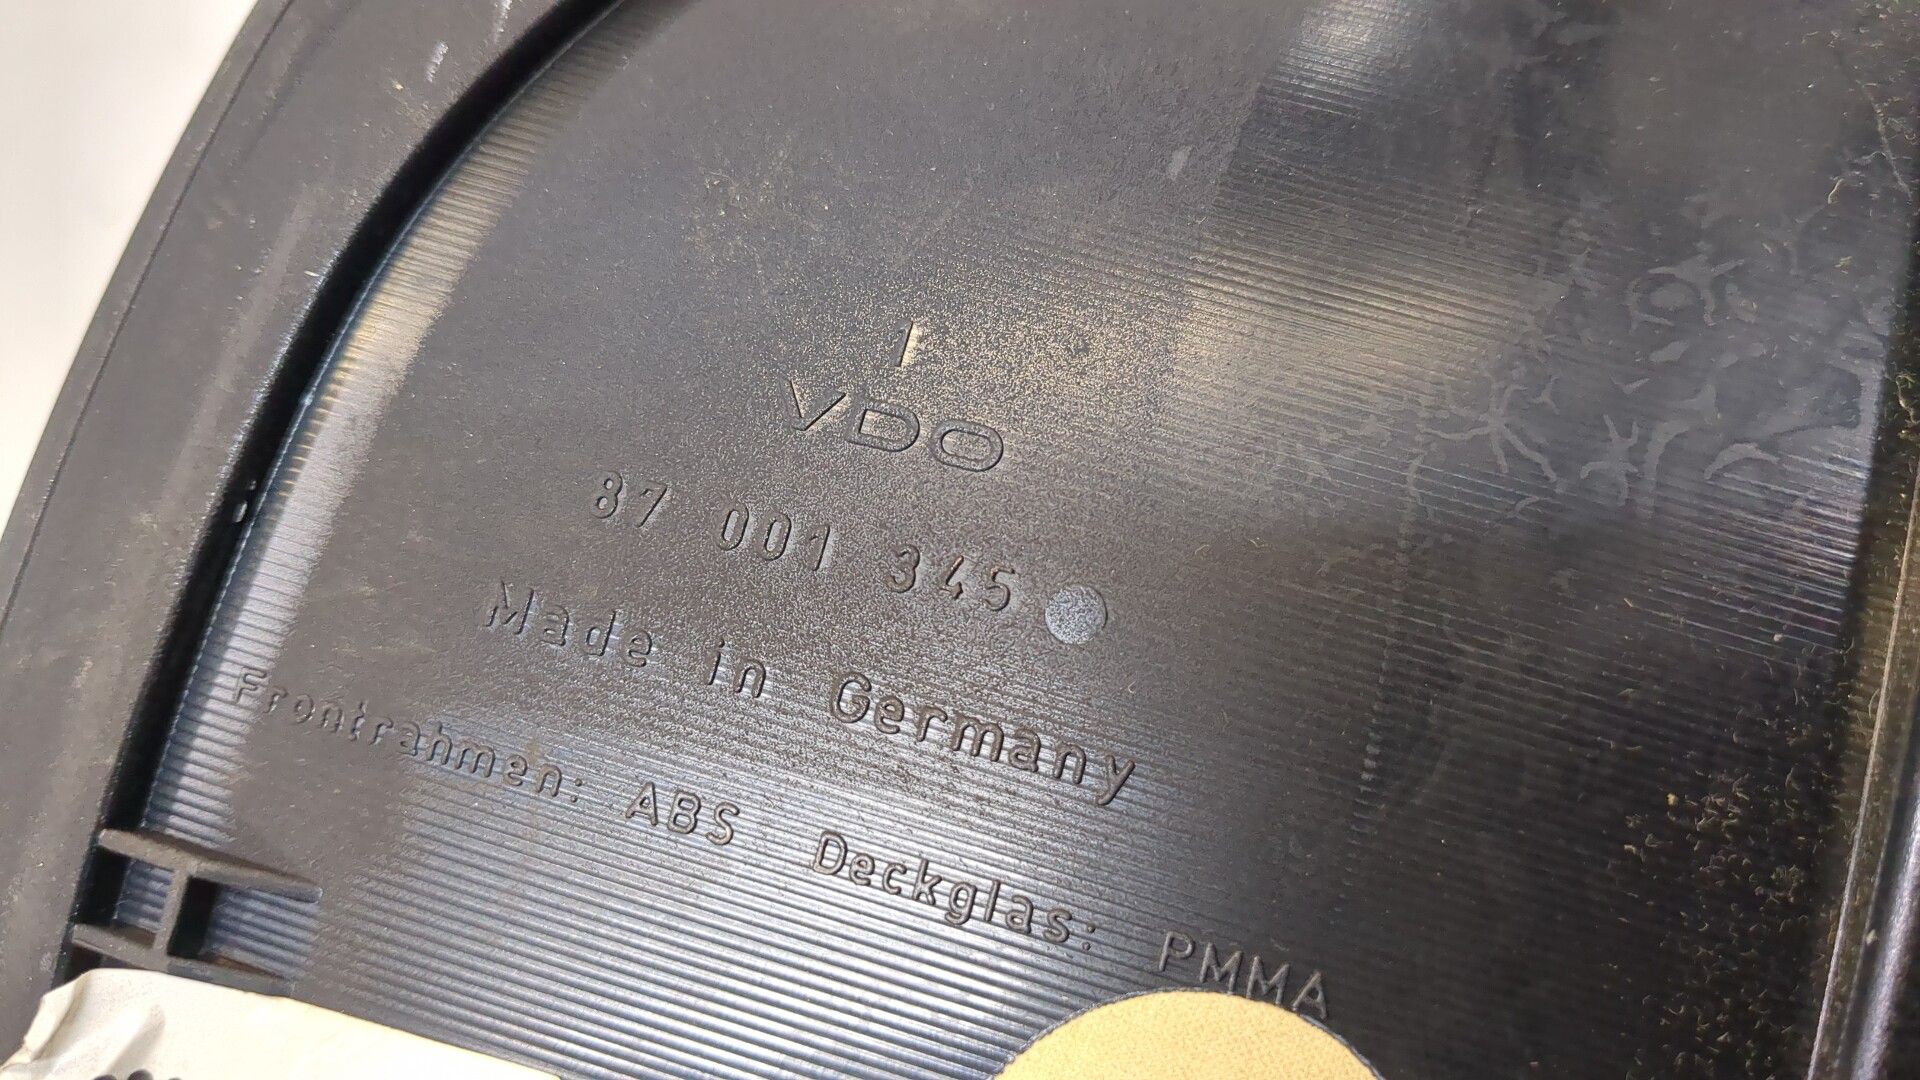 1
VDO
87 001 345
Made in Germany
Frontrahmen: ABS Deckglas: PMMA